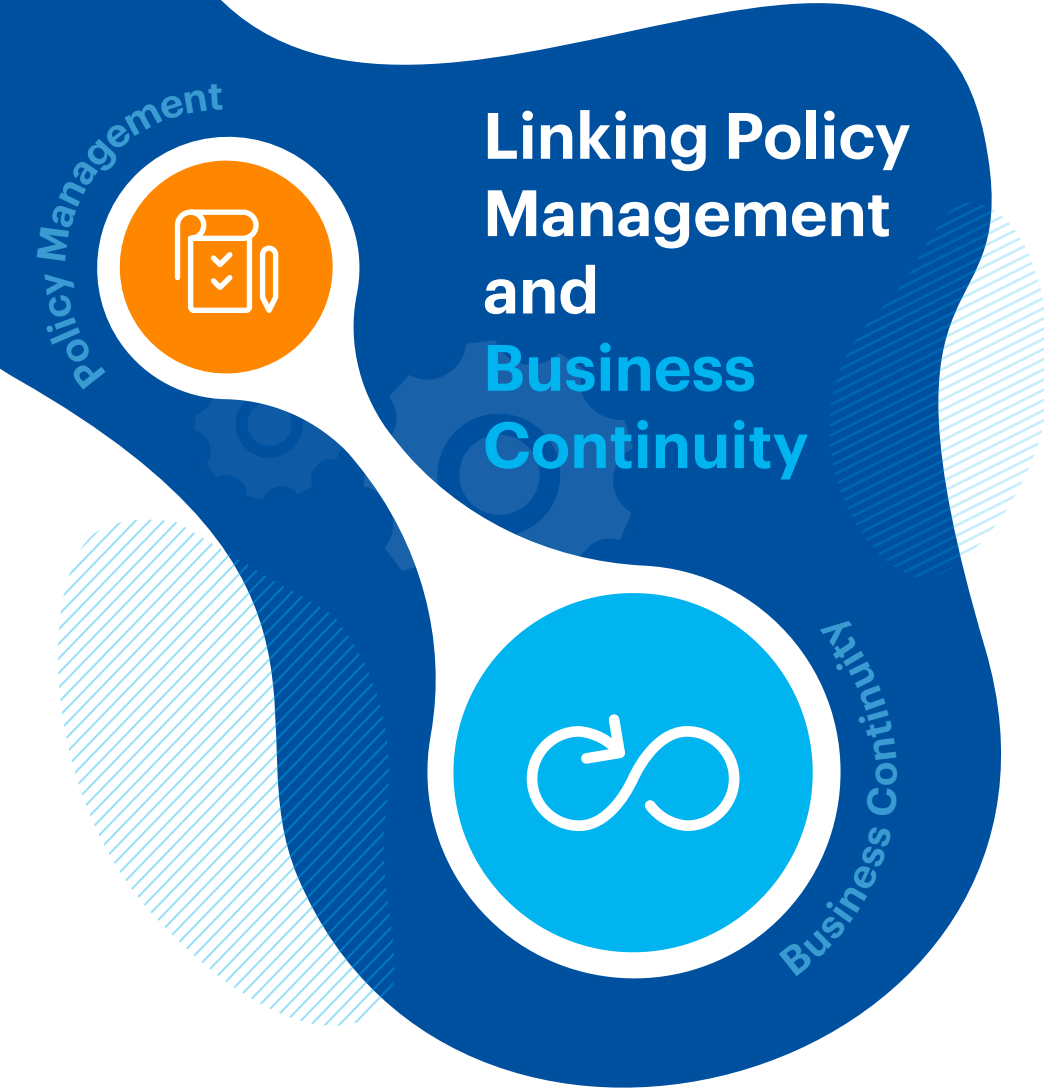 Policy Management
Linking Policy
Management
and
Business
Continuity
Business Continuity